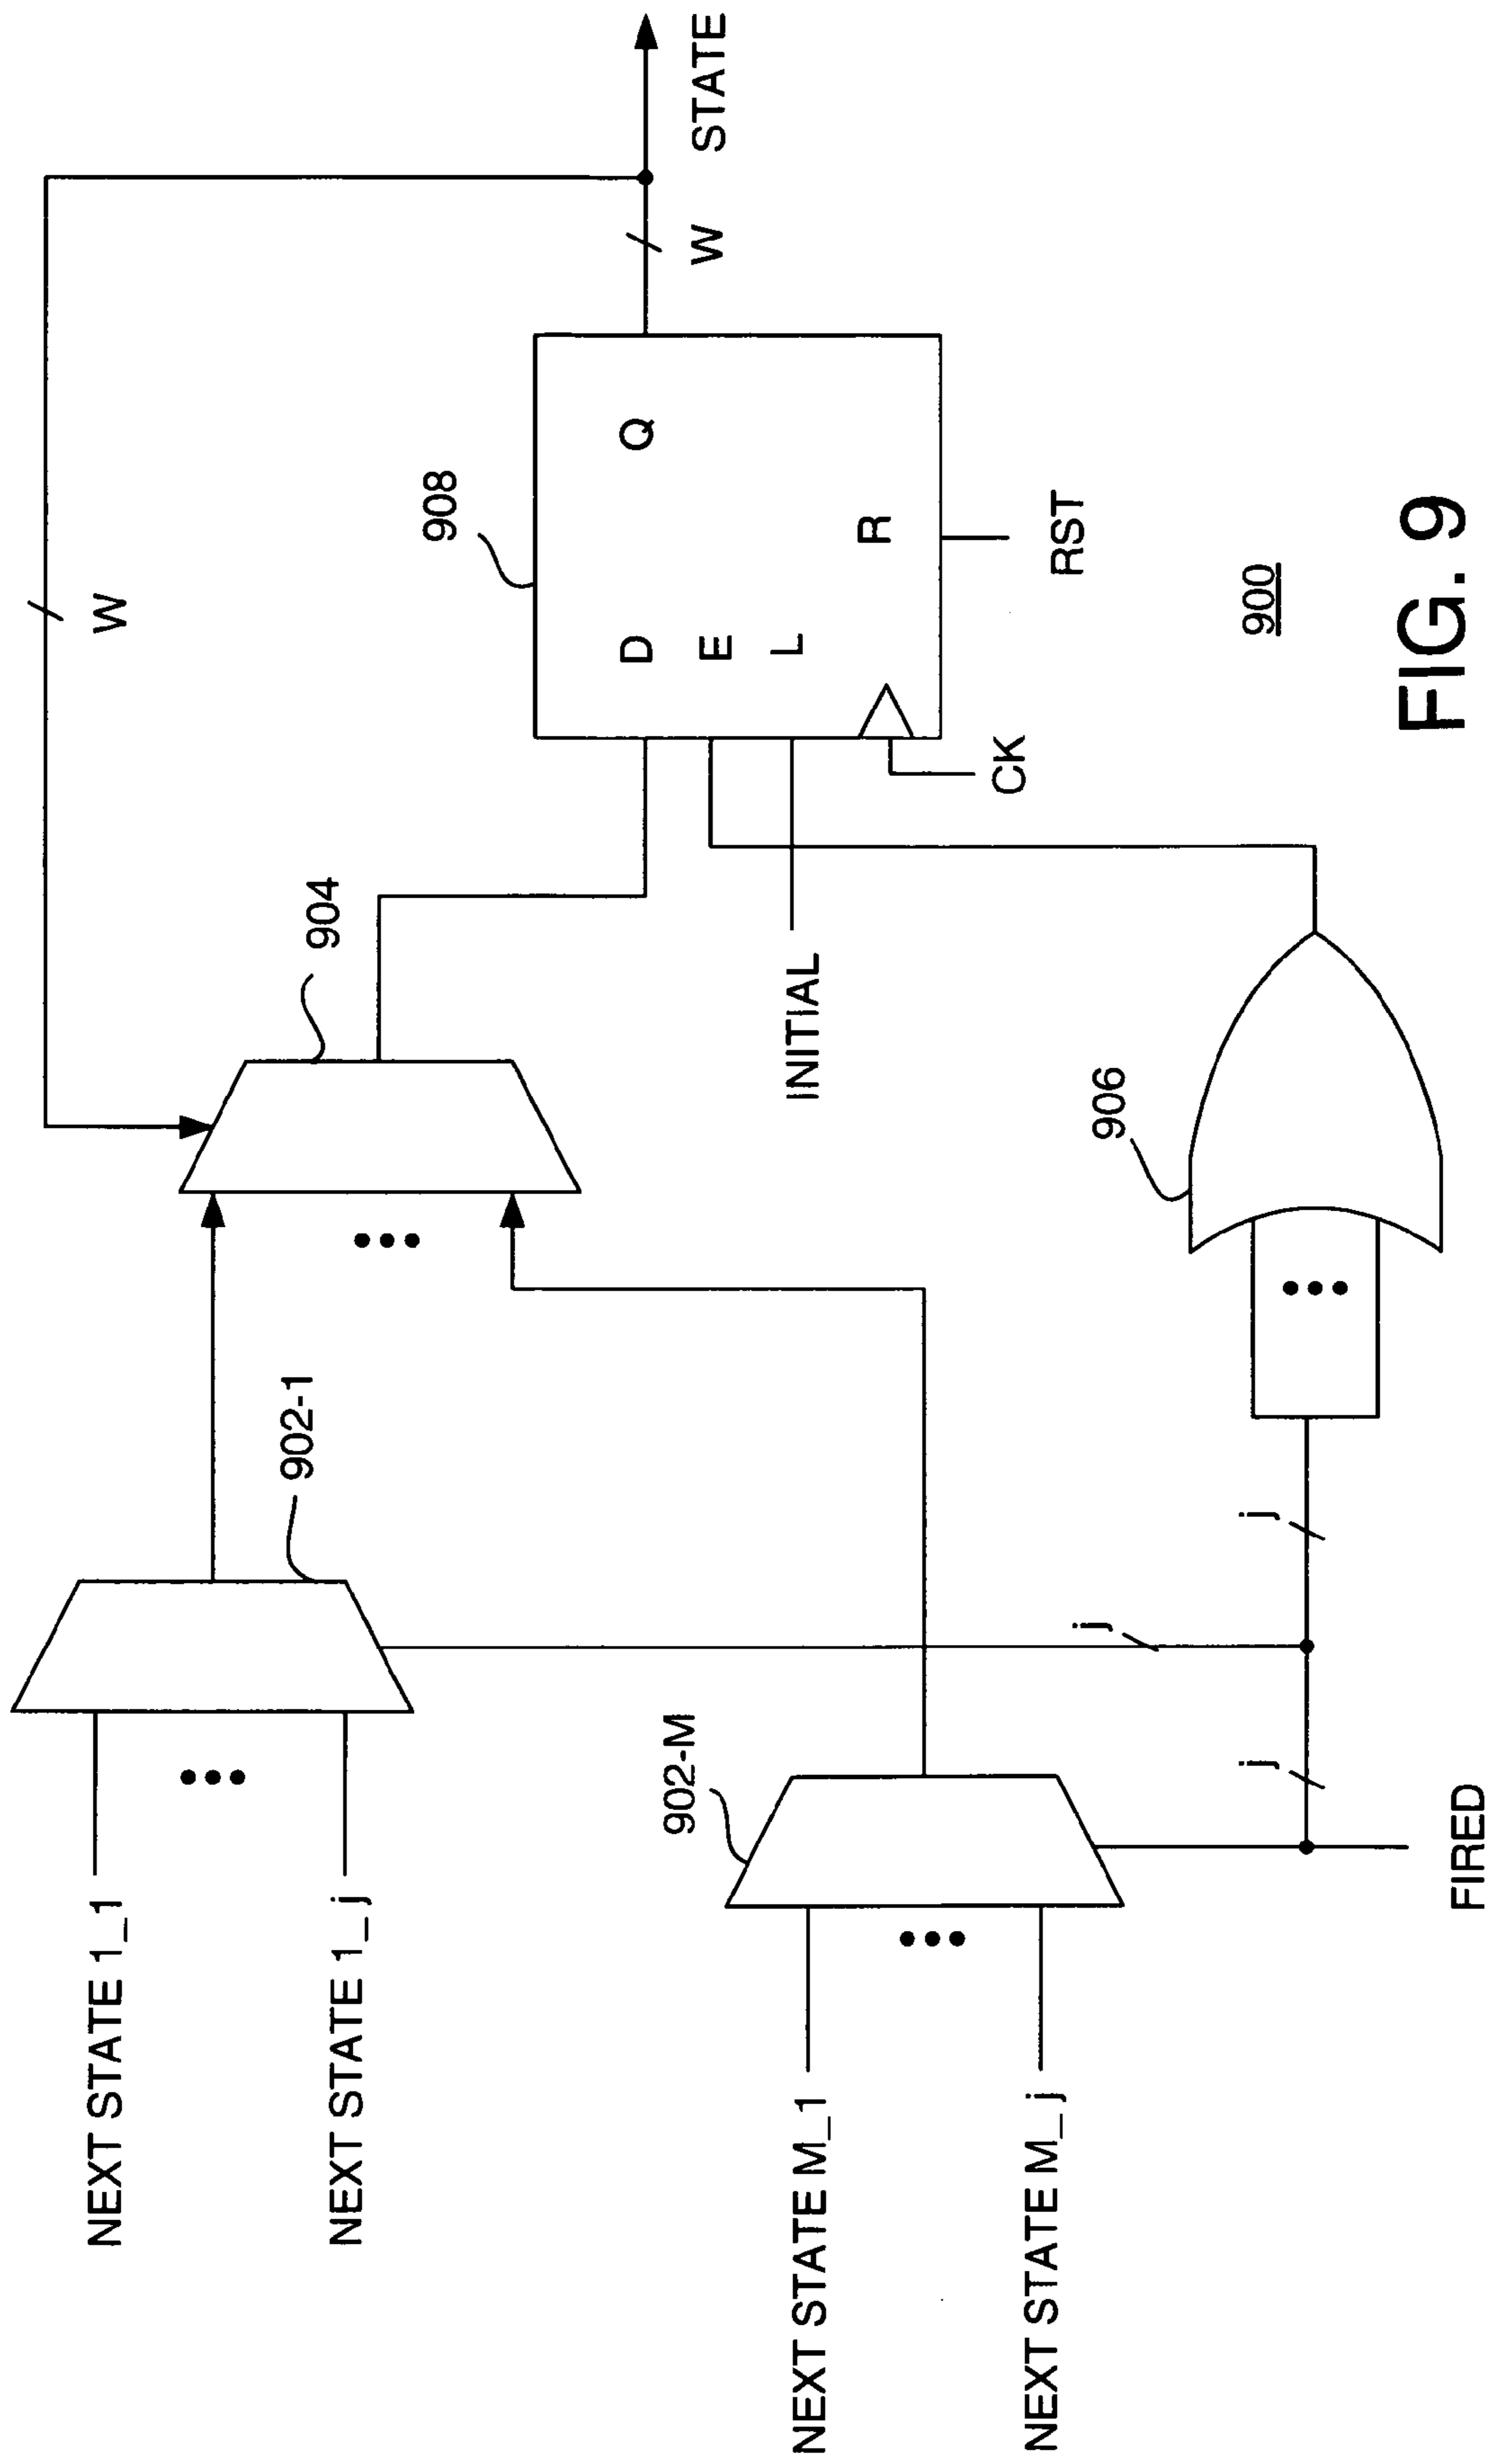 NEXT STATE 1_1
NEXT STATE 1_j
902-1
904
W
908
D Q
E
L
R
W
STATE
INITIAL
CK
RST
NEXT STATE M_1
NEXT STATE M_j
902-M
j
j
j
906
FIRED
900
FIG. 9